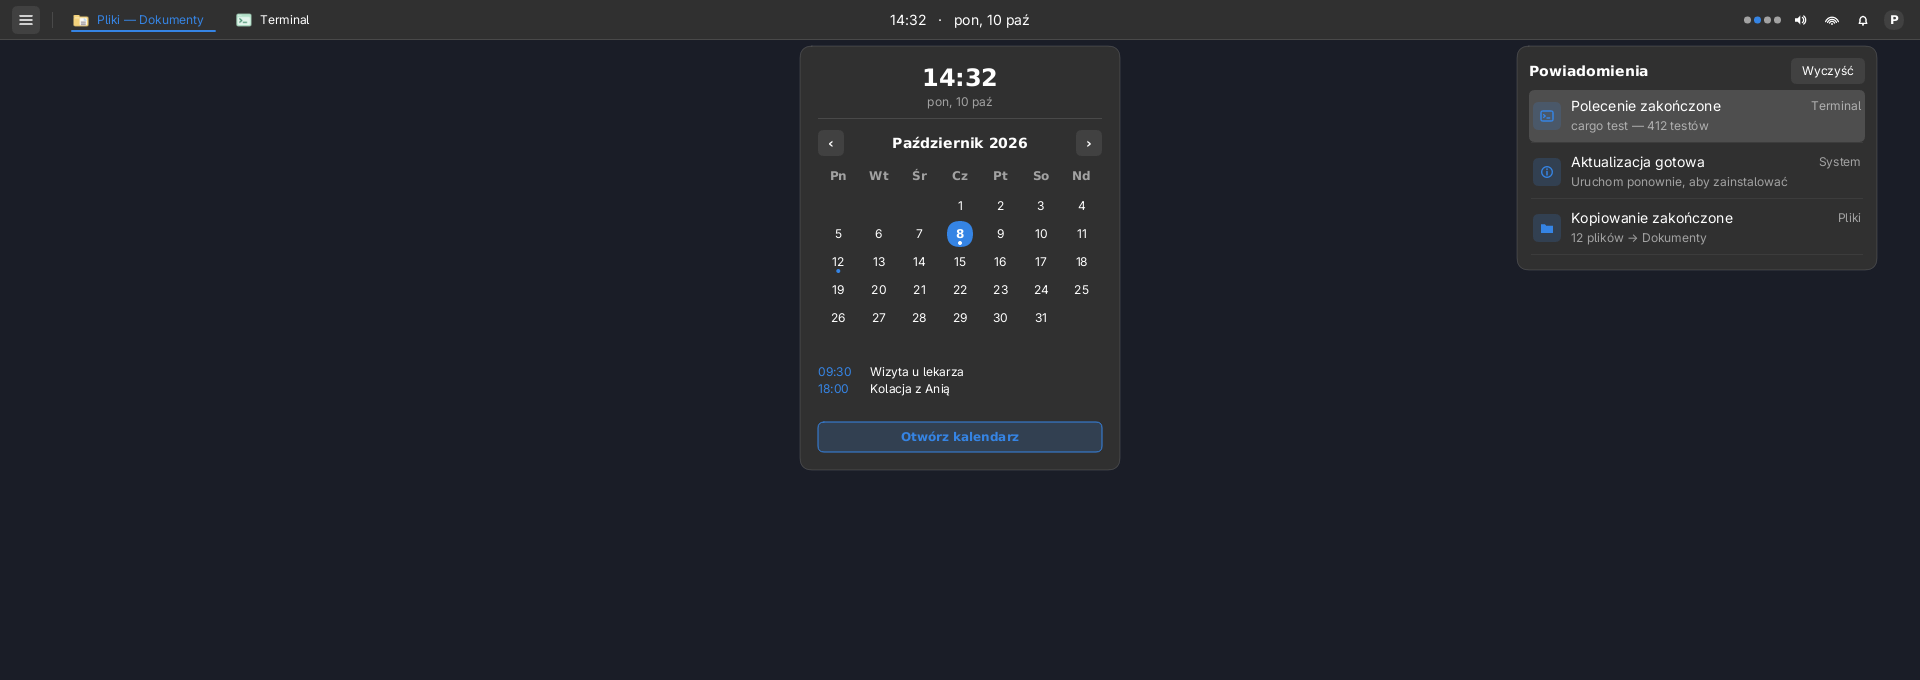 Pliki — Dokumenty
Terminal
14:32 · pon, 10 paź
P
14:32
pon, 10 paź
‹ Październik 2026 ›
Pn Wt Śr Cz Pt So Nd
1 2 3 4
5 6 7 8 9 10 11
12 13 14 15 16 17 18
19 20 21 22 23 24 25
26 27 28 29 30 31
09:30 Wizyta u lekarza
18:00 Kolacja z Anią
Otwórz kalendarz
Powiadomienia
Wyczyść
Polecenie zakończone Terminal
cargo test — 412 testów
Aktualizacja gotowa System
Uruchom ponownie, aby zainstalować
Kopiowanie zakończone Pliki
12 plików → Dokumenty